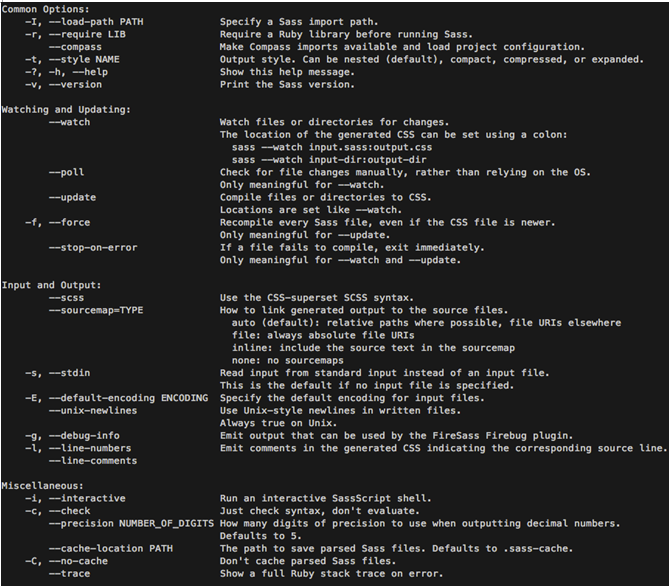 Common Options:
-I, --load-path PATH Specify a Sass import path.
-r, --require LIB Require a Ruby library before running Sass.
--compass Make Compass imports available and load project configuration.
-t, --style NAME Output style. Can be nested (default), compact, compressed, or expanded.
-?, -h, --help Show this help message.
-v, --version Print the Sass version.
Watching and Updating:
--watch Watch files or directories for changes.
The location of the generated CSS can be set using a colon:
sass --watch input.sass:output.css
sass --watch input-dir:output-dir
--poll Check for file changes manually, rather than relying on the OS.
Only meaningful for --watch.
--update Compile files or directories to CSS.
Locations are set like --watch.
-f, --force Recompile every Sass file, even if the CSS file is newer.
Only meaningful for --update.
--stop-on-error If a file fails to compile, exit immediately.
Only meaningful for --watch and --update.
Input and Output:
--scss Use the CSS-superset SCSS syntax.
--sourcemap=TYPE How to link generated output to the source files.
auto (default): relative paths where possible, file URIs elsewhere
file: always absolute file URIs
inline: include the source text in the sourcemap
none: no sourcemaps
-s, --stdin Read input from standard input instead of an input file.
This is the default if no input file is specified.
-E, --default-encoding ENCODING Specify the default encoding for input files.
--unix-newlines Use Unix-style newlines in written files.
Always true on Unix.
-g, --debug-info Emit output that can be used by the FireSass Firebug plugin.
-l, --line-numbers Emit comments in the generated CSS indicating the corresponding source line.
--line-comments
Miscellaneous:
-i, --interactive Run an interactive SassScript shell.
-c, --check Just check syntax, don't evaluate.
--precision NUMBER_OF_DIGITS How many digits of precision to use when outputting decimal numbers.
Defaults to 5.
--cache-location PATH The path to save parsed Sass files. Defaults to .sass-cache.
-C, --no-cache Don't cache parsed Sass files.
--trace Show a full Ruby stack trace on error.